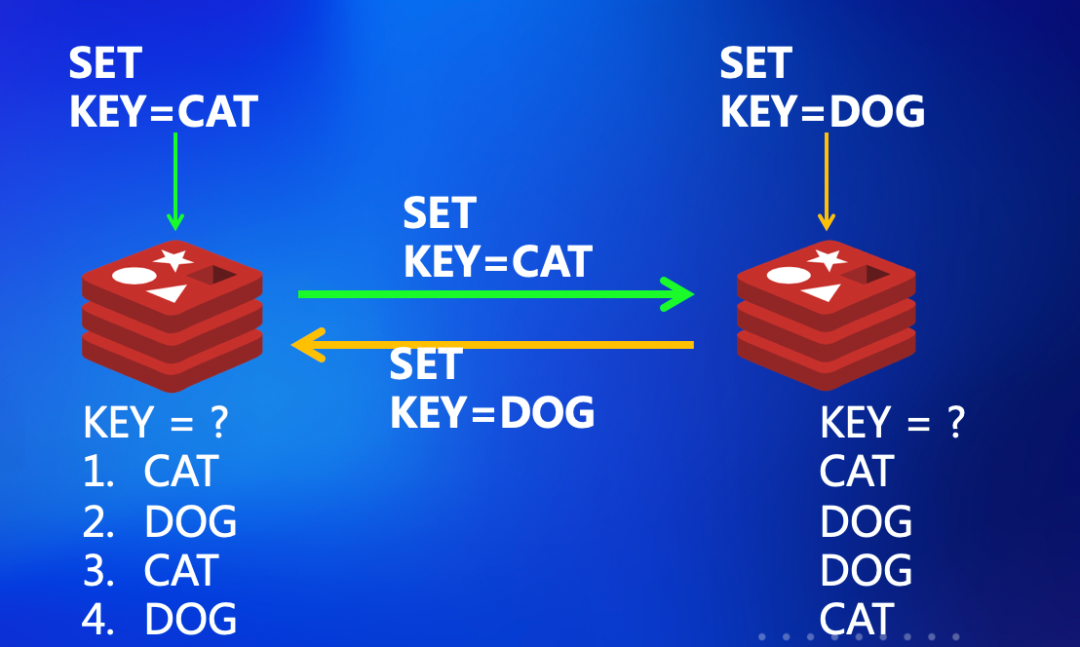 SET
KEY=CAT
SET
KEY=DOG
SET
KEY=CAT
SET
KEY=DOG
KEY = ?
1. CAT
2. DOG
3. CAT
4. DOG
KEY = ?
CAT
DOG
DOG
CAT